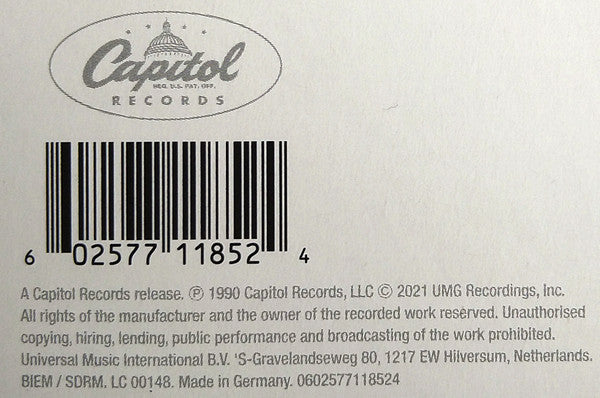 Capitol
REG. U.S. PAT. OFF.
RECORDS
6 02577 11852 4
A Capitol Records release. ℗ 1990 Capitol Records, LLC © 2021 UMG Recordings, Inc.
All rights of the manufacturer and the owner of the recorded work reserved. Unauthorised
copying, hiring, lending, public performance and broadcasting of the work prohibited.
Universal Music International B.V. 'S-Gravelandseweg 80, 1217 EW Hilversum, Netherlands.
BIEM / SDRM. LC 00148. Made in Germany. 0602577118524